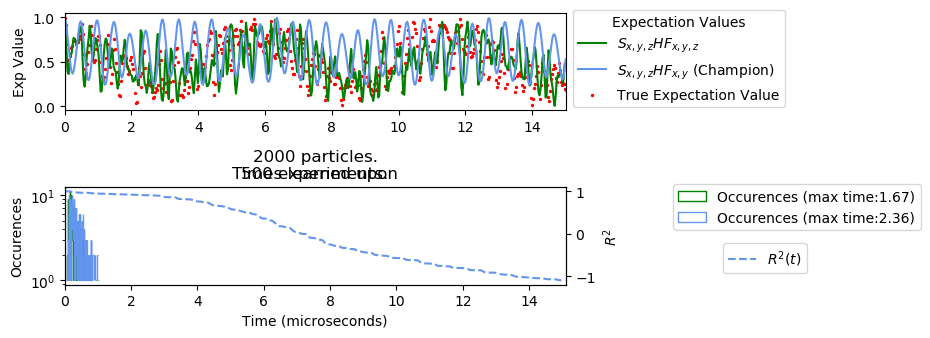 Exp Value
1.0
0.5
0.0
0 2 4 6 8 10 12 14
Expectation Values
S_{x,y,z}HF_{x,y,z}
S_{x,y,z}HF_{x,y} (Champion)
True Expectation Value
2000 particles.
500 experiments.
Times learned upon
Occurences
10^1
10^0
1
0
−1
R^2
0 2 4 6 8 10 12 14
Time (microseconds)
Occurences (max time:1.67)
Occurences (max time:2.36)
R^2(t)